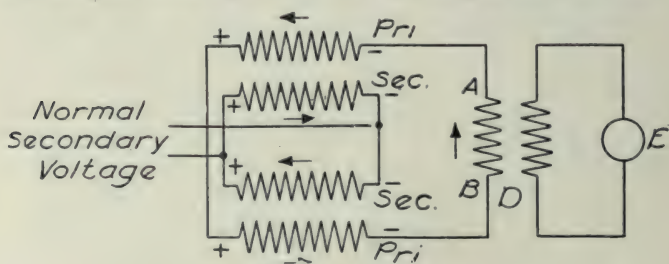 + Pri
-
+ Sec. -
Normal
Secondary
Voltage
A
E
+
B
D
Sec. -
+ Pri -